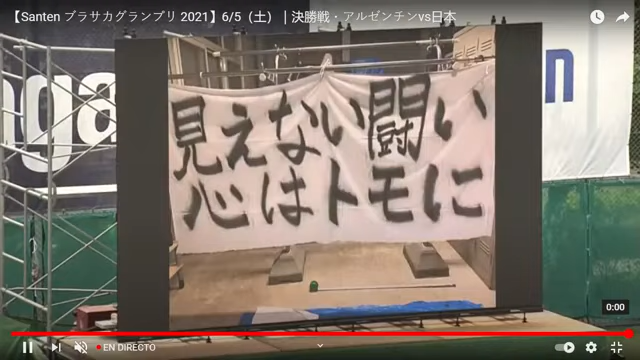 【Santen ブラサカグランプリ 2021】6/5（土）｜決勝戦・アルゼンチンvs日本
見えない闘い
心はトモに
0:00
EN DIRECTO